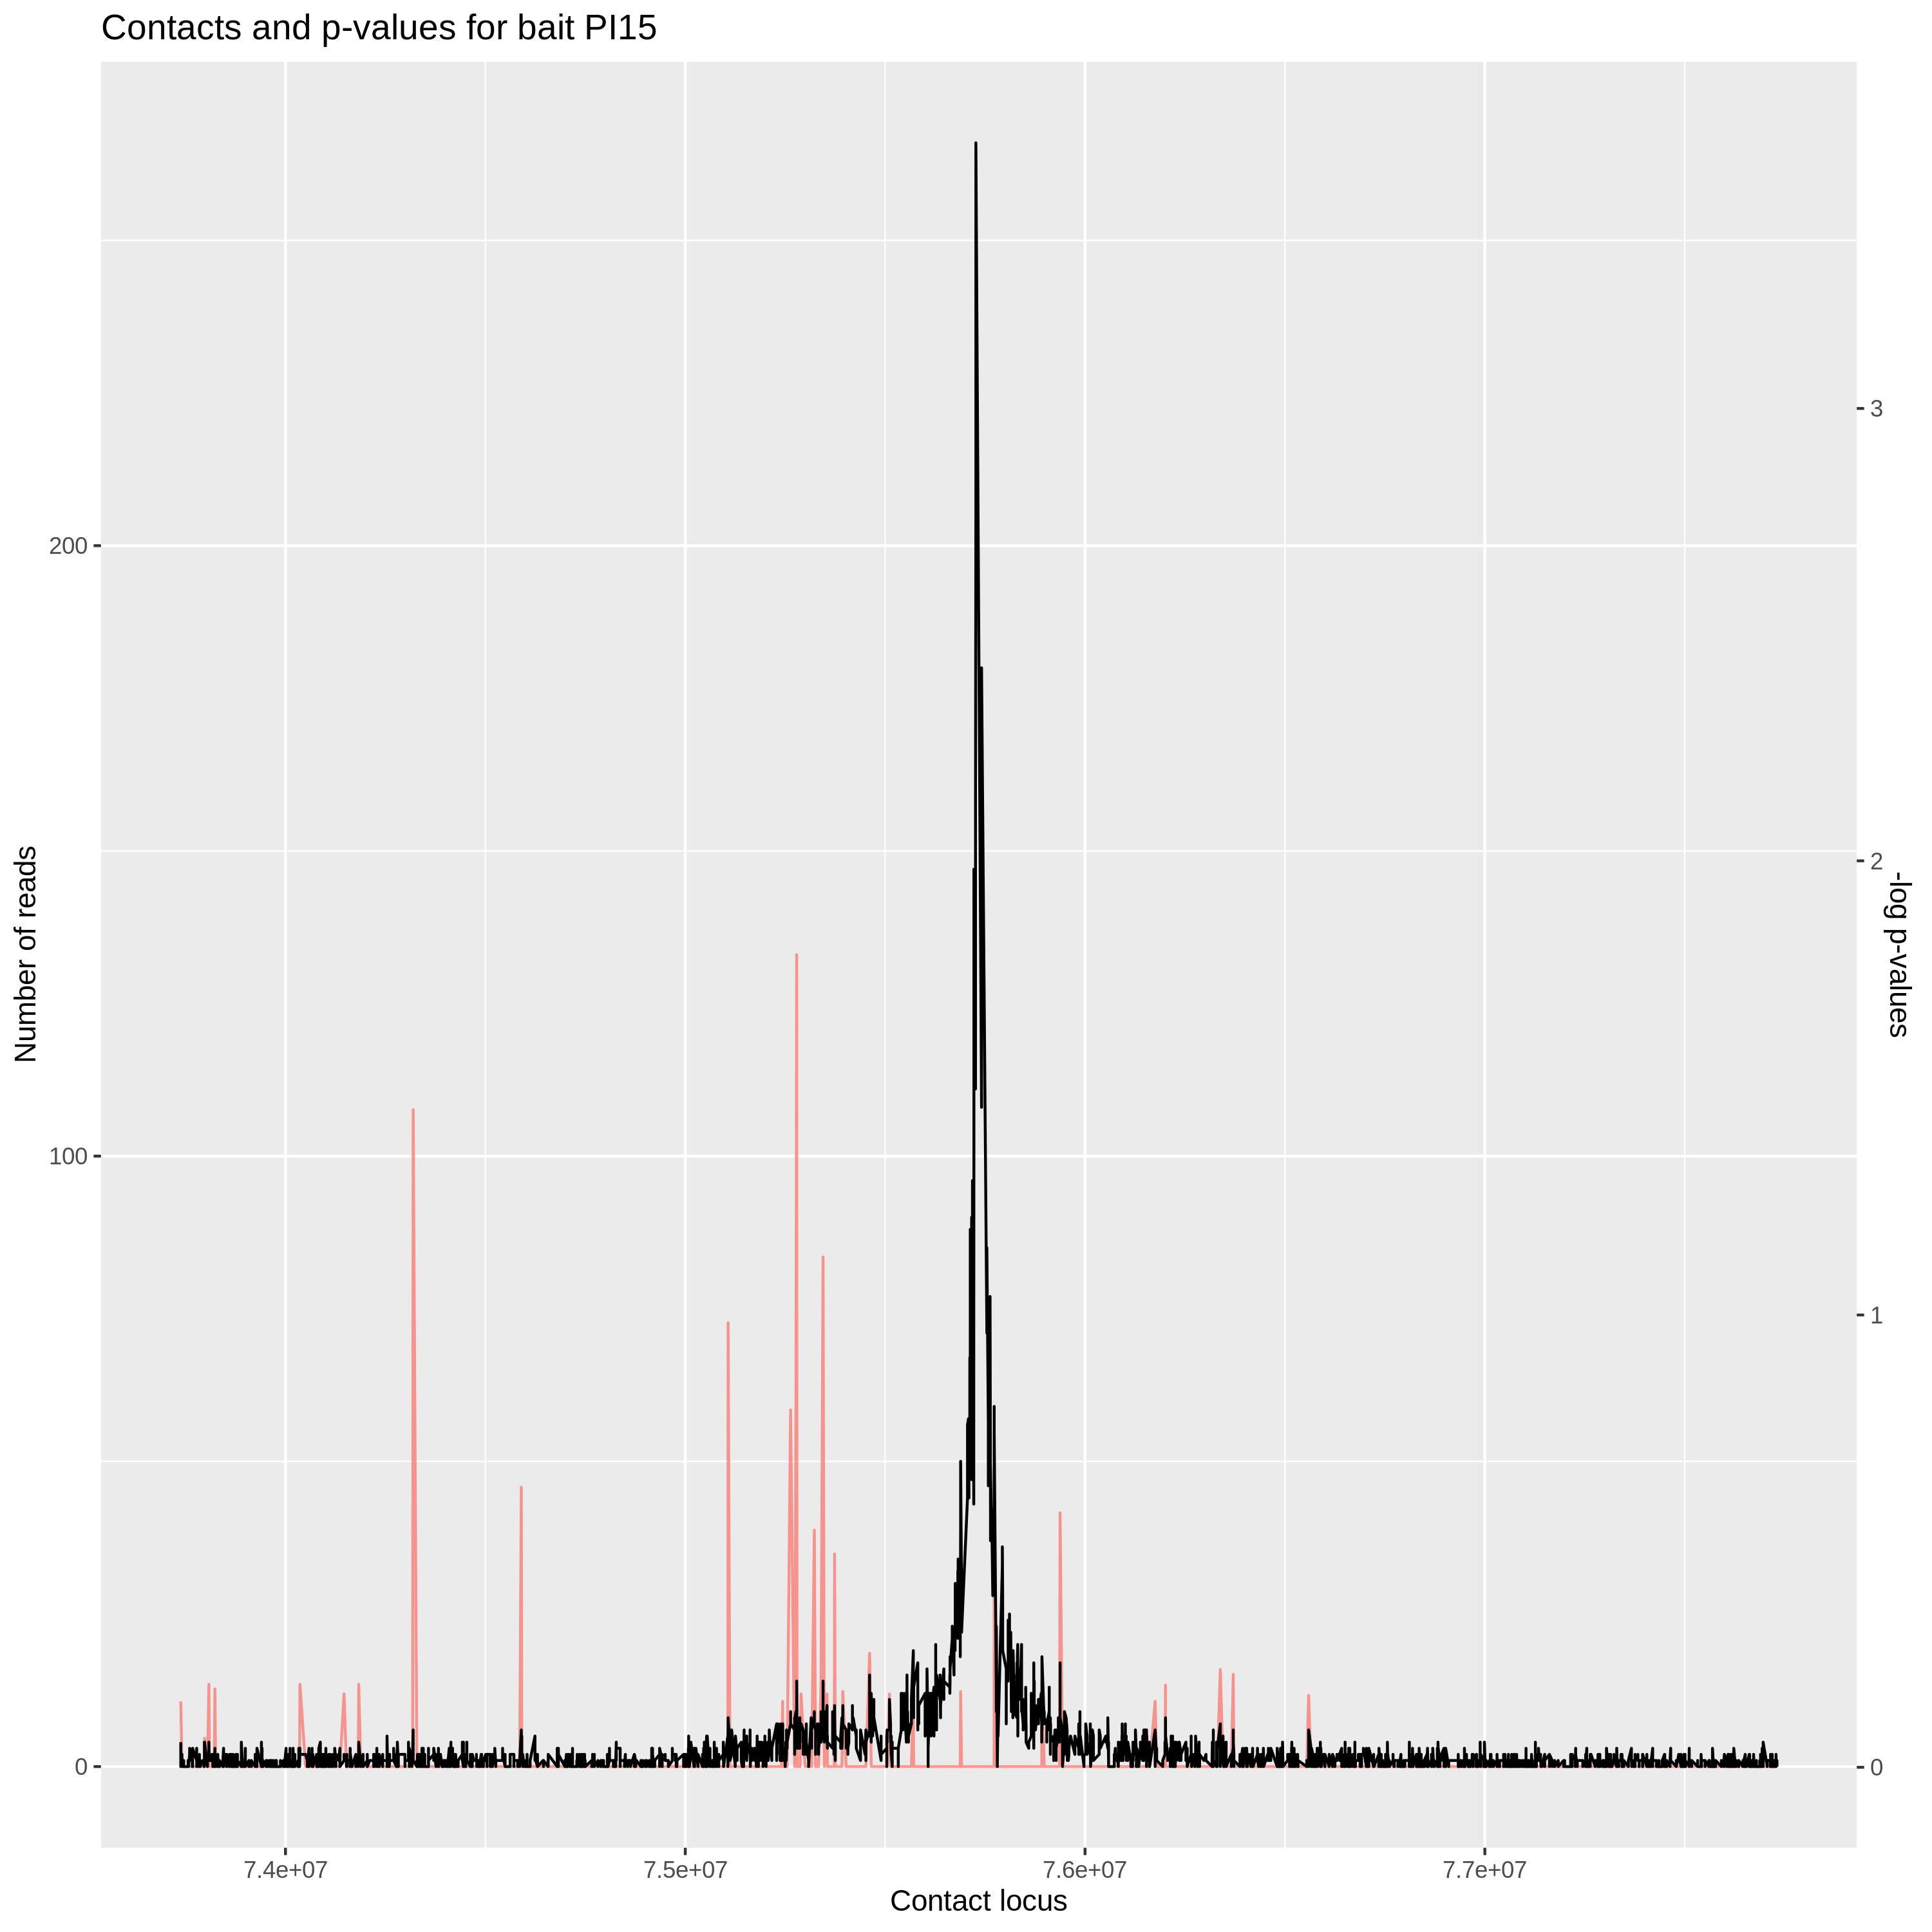 Contacts and p-values for bait PI15
Number of reads
200
100
0
3
2
1
0
-log p-values
7.4e+07
7.5e+07
7.6e+07
7.7e+07
Contact locus